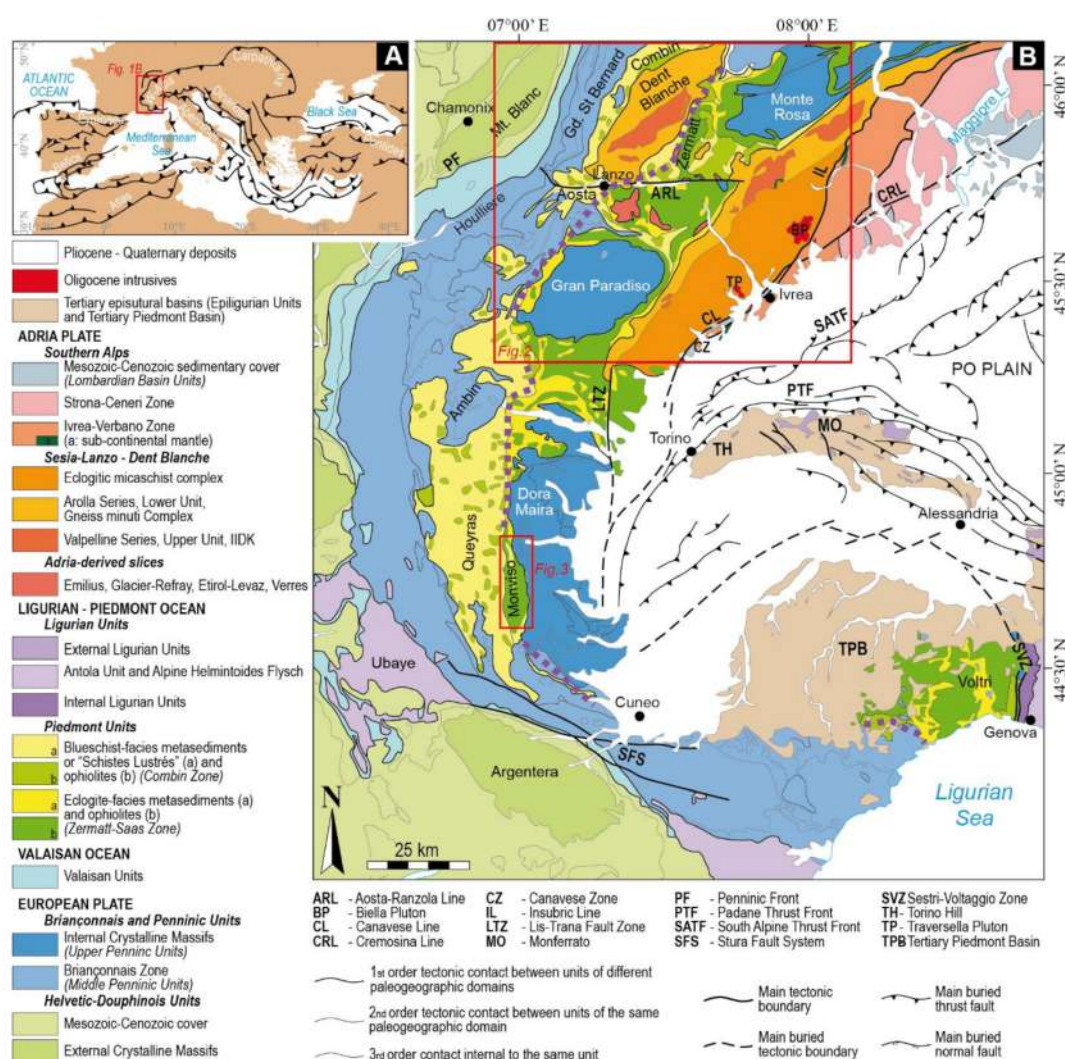 07°00' E
08°00' E
A
B
Fig. 1B
ATLANTIC
OCEAN
Black Sea
Mediterranean
Sea
Alps
Carpathians
Atlas
50°N
40°N
30°N
0°
10°E
20°E
30°E
46°00' N
45°30' N
45°00' N
44°30' N
Chamonix
Mt. Blanc
PF
Houlliere
Gd. St Bernard
Combin
Dent
Blanche
Monte
Rosa
Zermatt
Lanzo
Aosta
ARL
Maggiore L.
IL
CRL
BP
TP
Ivrea
Gran Paradiso
CL
CZ
SATF
Fig. 2
LTZ
PO PLAIN
PTF
MO
Torino
TH
Alessandria
Ambin
Queyras
Dora
Maira
Monviso
Fig. 3
Ubaye
TPB
SVZ
Voltri
Genova
Cuneo
SFS
Argentera
Ligurian
Sea
N
25 km
Pliocene - Quaternary deposits
Oligocene intrusives
Tertiary episutural basins (Epiligurian Units
and Tertiary Piedmont Basin)
ADRIA PLATE
Southern Alps
Mesozoic-Cenozoic sedimentary cover
(Lombardian Basin Units)
Strona-Ceneri Zone
Ivrea-Verbano Zone
(a: sub-continental mantle)
a
Sesia-Lanzo - Dent Blanche
Eclogitic micaschist complex
Arolla Series, Lower Unit,
Gneiss minuti Complex
Valpelline Series, Upper Unit, IIDK
Adria-derived slices
Emilius, Glacier-Refray, Etirol-Levaz, Verres
LIGURIAN - PIEDMONT OCEAN
Ligurian Units
External Ligurian Units
Antola Unit and Alpine Helmintoides Flysch
Internal Ligurian Units
Piedmont Units
a Blueschist-facies metasediments
or "Schistes Lustrés" (a) and
b ophiolites (b) (Combin Zone)
a Eclogite-facies metasediments (a)
and ophiolites (b)
b (Zermatt-Saas Zone)
VALAISAN OCEAN
Valaisan Units
EUROPEAN PLATE
Briançonnais and Penninic Units
Internal Crystalline Massifs
(Upper Penninc Units)
Briançonnais Zone
(Middle Penninic Units)
Helvetic-Douphinois Units
Mesozoic-Cenozoic cover
External Crystalline Massifs
ARL - Aosta-Ranzola Line
BP - Biella Pluton
CL - Canavese Line
CRL - Cremosina Line
CZ - Canavese Zone
IL - Insubric Line
LTZ - Lis-Trana Fault Zone
MO - Monferrato
PF - Penninic Front
PTF - Padane Thrust Front
SATF - South Alpine Thrust Front
SFS - Stura Fault System
SVZ Sestri-Voltaggio Zone
TH - Torino Hill
TP - Traversella Pluton
TPB Tertiary Piedmont Basin
1st order tectonic contact between units of different
paleogeographic domains
2nd order tectonic contact between units of the same
paleogeographic domain
3rd order contact internal to the same unit
Main tectonic
boundary
Main buried
tectonic boundary
Main buried
thrust fault
Main buried
normal fault